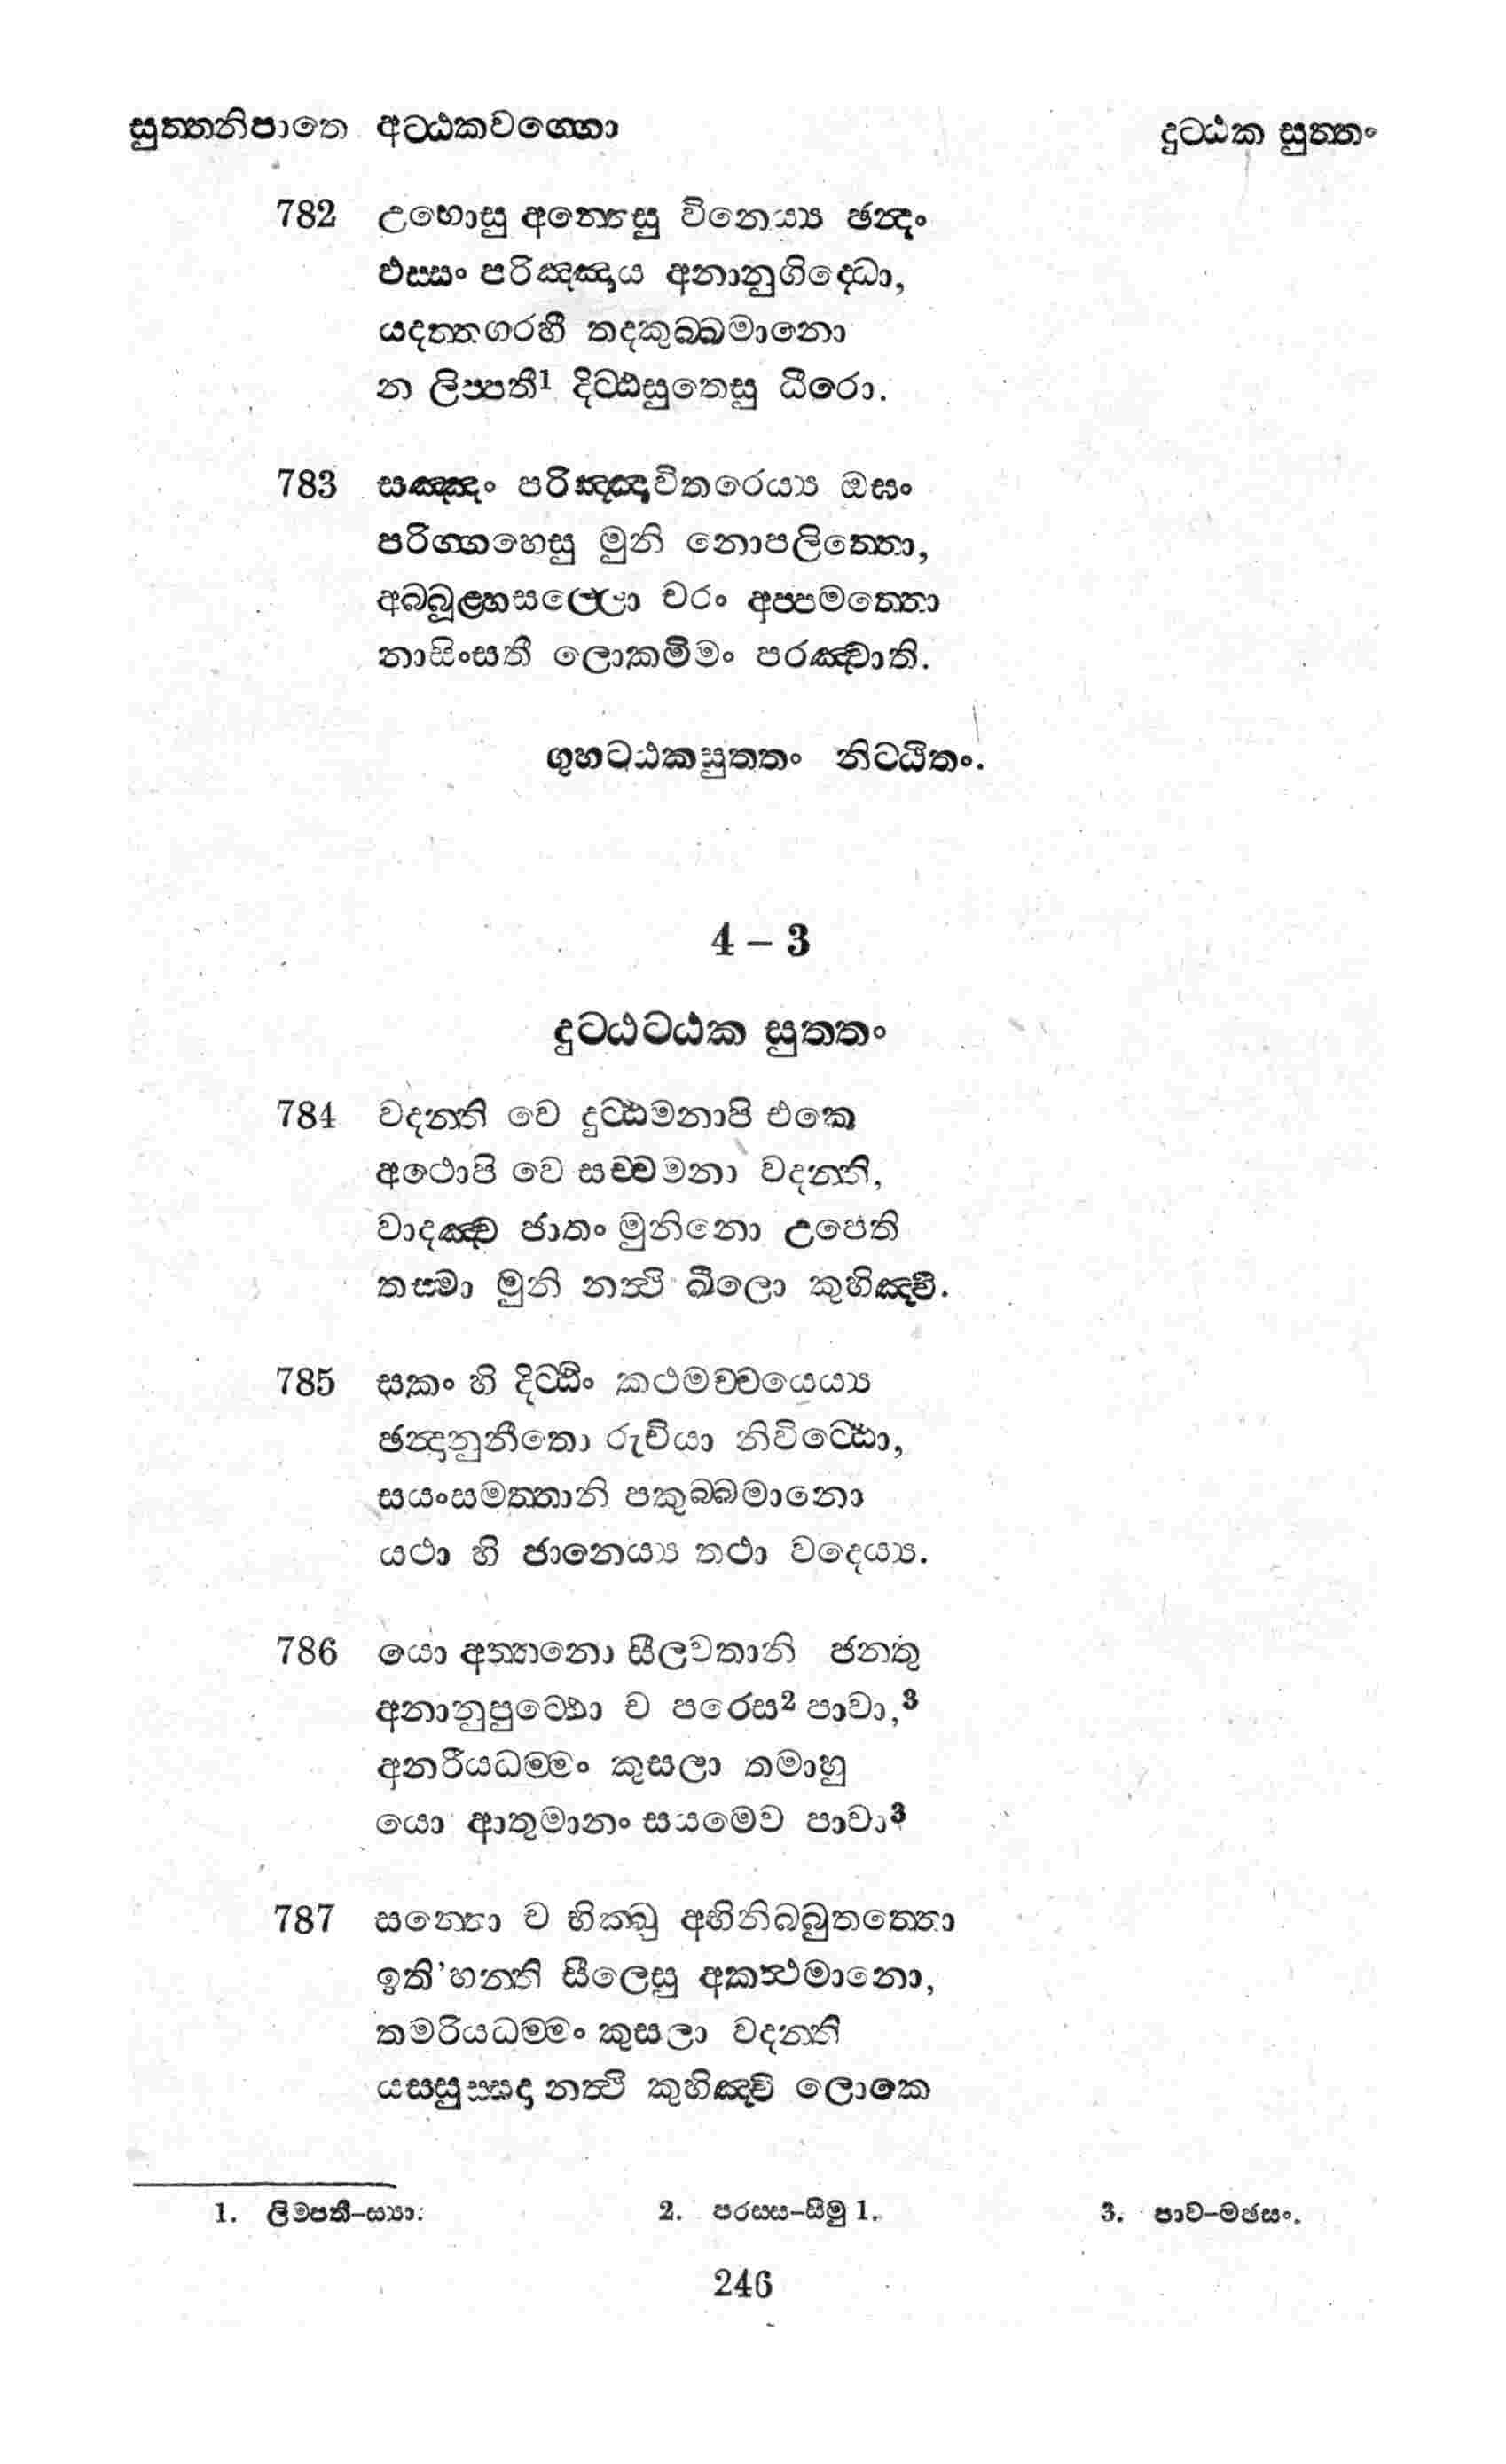 සුත්තනිපාතෙ අට්ඨකවග්ගො
දුට්ඨක සුත්තං
782 උභොසු අන්තෙසු විනෙය්‍ය ඡන්දං
ඵස්සං පරිඤ්ඤාය අනානුගිද්ධො,
යදත්තගරහී තදකුබ්බමානො
න ලිප්පතී1 දිට්ඨසුතෙසු ධීරො.
783 සඤ්ඤං පරිඤ්ඤාවිතරෙය්‍ය ඔඝං
පරිග්ගහෙසු මුනි නොපලිත්තො,
අබ්බූළ්හසල්ලො චරං අප්පමත්තො
නාසිංසතී ලොකමිමං පරඤ්චාති.
ගුහට්ඨකසුත්තං නිට්ඨිතං.
4 – 3
දුට්ඨට්ඨක සුත්තං
784 වදන්ති වෙ දුට්ඨමනාපි එකෙ
අථොපි වෙ සච්චමනා වදන්ති,
වාදඤ්ච ජාතං මුනිනො උපෙති
තස්මා මුනි නත්ථි ඛීලො කුහිඤ්චි.
785 සකං හි දිට්ඨිං කථමච්චයෙය්‍ය
ඡන්දානුනීතො රුචියා නිවිට්ඨො,
සයංසමත්තානි පකුබ්බමානො
යථා හි ජානෙය්‍ය තථා වදෙය්‍ය.
786 යො අත්තානො සීලවතානි ජනතු
අනානුපුට්ඨො ච පරෙස2 පාවා,3
අනරියධම්මං කුසලා තමාහු
යො ආතුමානං සයමෙව පාවා3
787 සන්තො ච භික්ඛු අභිනිබ්බුතත්තො
ඉති’හන්ති සීලෙසු අකත්ථමානො,
තමරියධම්මං කුසලා වදන්ති
යස්සුස්සදා නත්ථි කුහිඤ්චි ලොකෙ
1. ලිම්පතී–ස්‍යා.
2. පරස්ස–සීමු 1.
3. පාව–මඡසං.
246